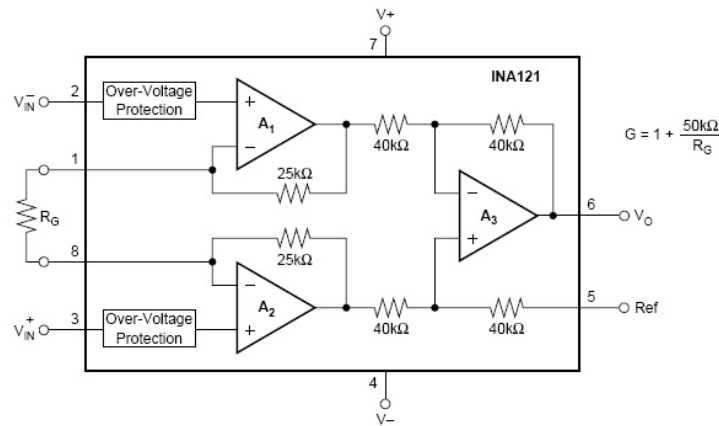 V+
7
INA121
2
V−IN
Over-Voltage
Protection
+
A1
−
40kΩ
40kΩ
G = 1 + 50kΩ
RG
1
25kΩ
RG
−
A3
+
6
VO
8
25kΩ
−
A2
+
5
Ref
3
V+IN
Over-Voltage
Protection
40kΩ
40kΩ
4
V−